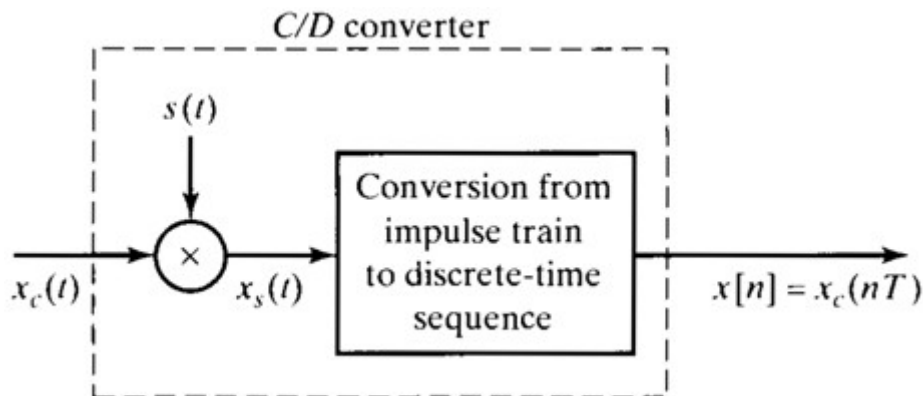 C/D converter
s(t)
×
Conversion from
impulse train
to discrete-time
sequence
x_c(t)
x_s(t)
x[n] = x_c(nT)